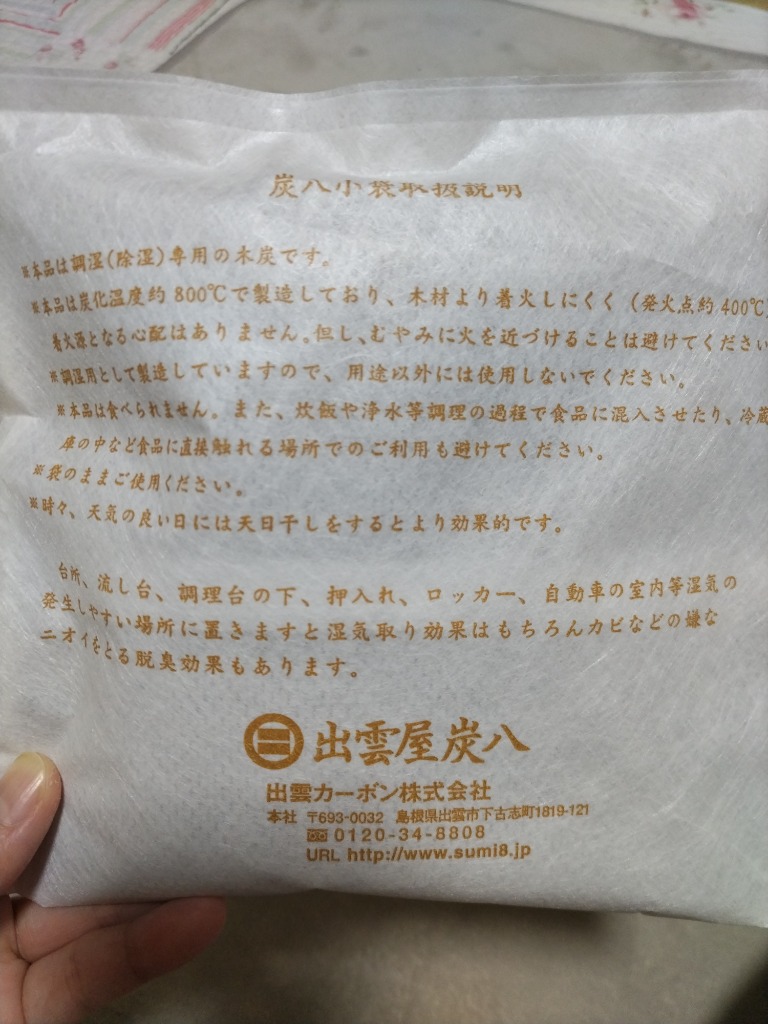 炭八小袋取扱説明
※本品は調湿(除湿)専用の木炭です。
※本品は炭化温度約800℃で製造しており、木材より着火しにくく(発火点約400℃)
着火源となる心配はありません。但し、むやみに火を近づけることは避けてください
※調湿用として製造していますので、用途以外には使用しないでください。
※本品は食べられません。また、炊飯や浄水等調理の過程で食品に混入させたり、冷蔵
庫の中など食品に直接触れる場所でのご利用も避けてください。
※袋のままご使用ください。
※時々、天気の良い日には天日干しをするとより効果的です。
台所、流し台、調理台の下、押入れ、ロッカー、自動車の室内等湿気の
発生しやすい場所に置きますと湿気取り効果はもちろんカビなどの嫌な
ニオイをとる脱臭効果もあります。
出雲屋炭八
出雲カーボン株式会社
本社 〒693-0032 島根県出雲市下古志町1819-121
0120-34-8808
URL http://www.sumi8.jp